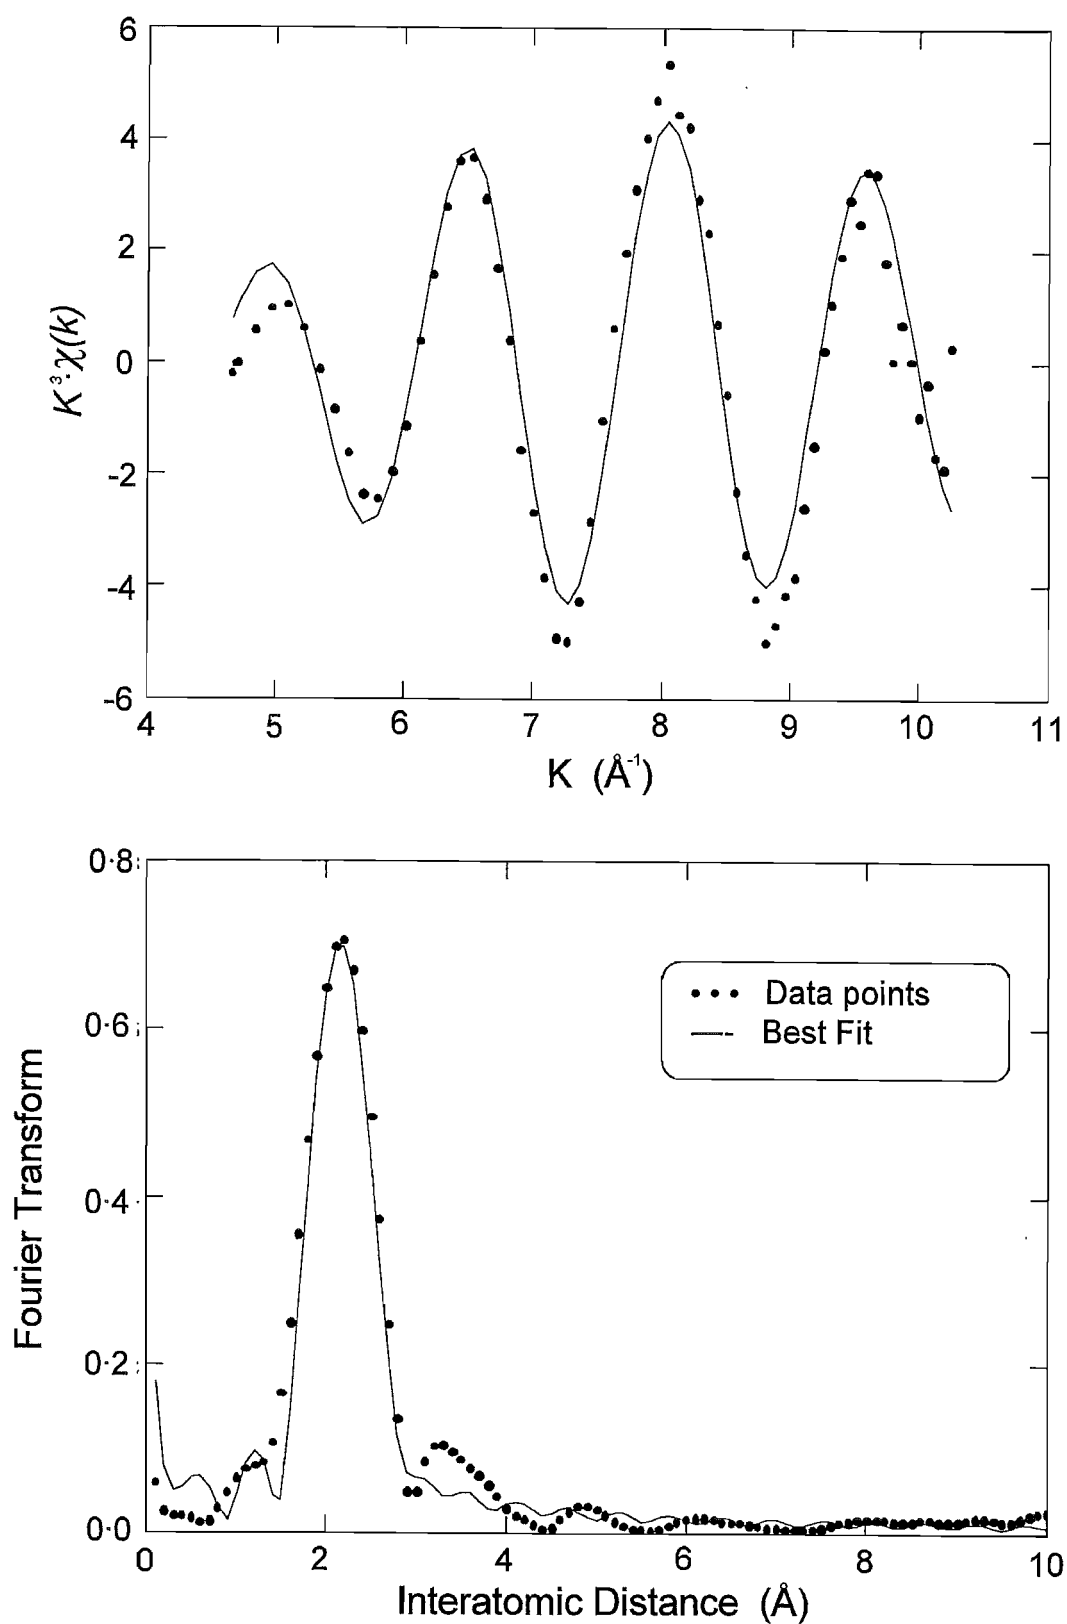 6
4
2
0
-2
-4
-6
K³·χ(k)
4 5 6 7 8 9 10 11
K (Å⁻¹)
0·8
0·6
0·4
0·2
0·0
Fourier Transform
Data points
Best Fit
0 2 4 6 8 10
Interatomic Distance (Å)